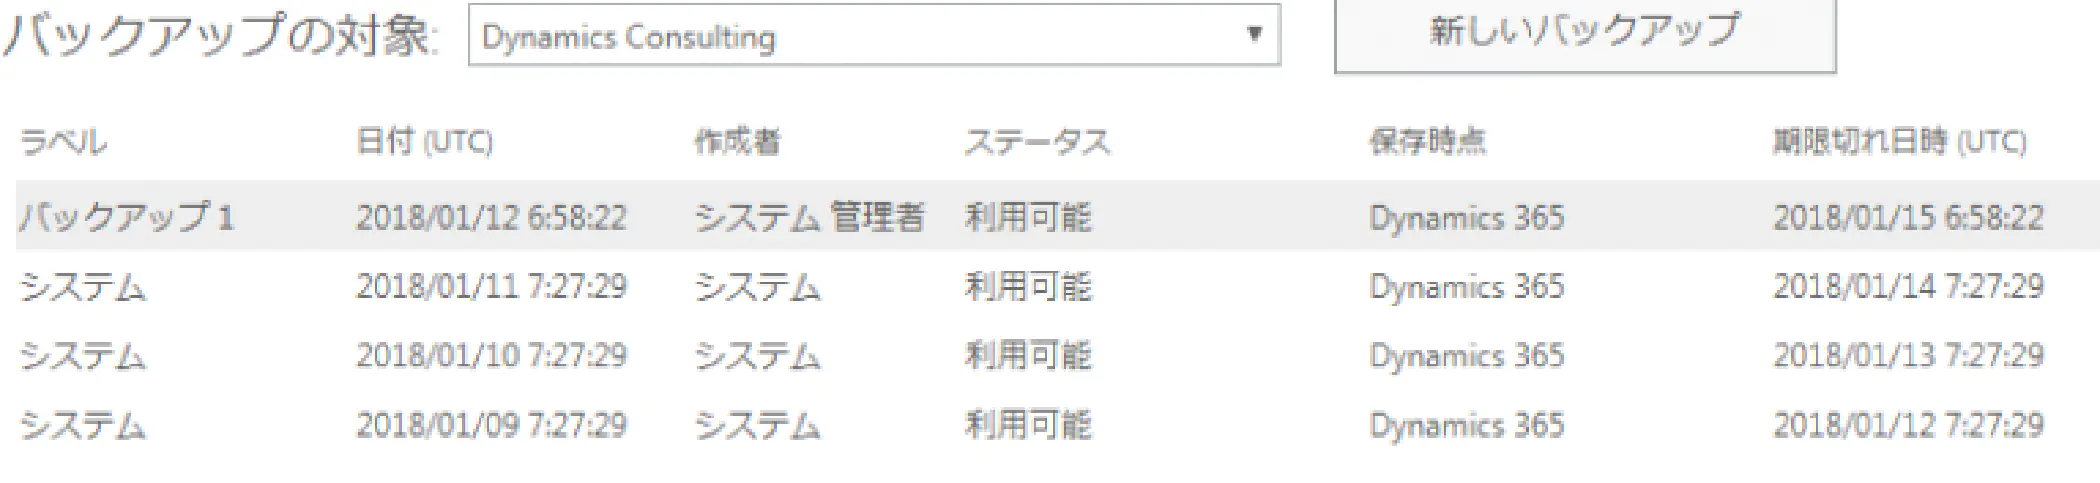 バックアップの対象: Dynamics Consulting ▼ 新しいバックアップ
ラベル 日付 (UTC) 作成者 ステータス 保存時点 期限切れ日時 (UTC)
バックアップ 1 2018/01/12 6:58:22 システム 管理者 利用可能 Dynamics 365 2018/01/15 6:58:22
システム 2018/01/11 7:27:29 システム 利用可能 Dynamics 365 2018/01/14 7:27:29
システム 2018/01/10 7:27:29 システム 利用可能 Dynamics 365 2018/01/13 7:27:29
システム 2018/01/09 7:27:29 システム 利用可能 Dynamics 365 2018/01/12 7:27:29